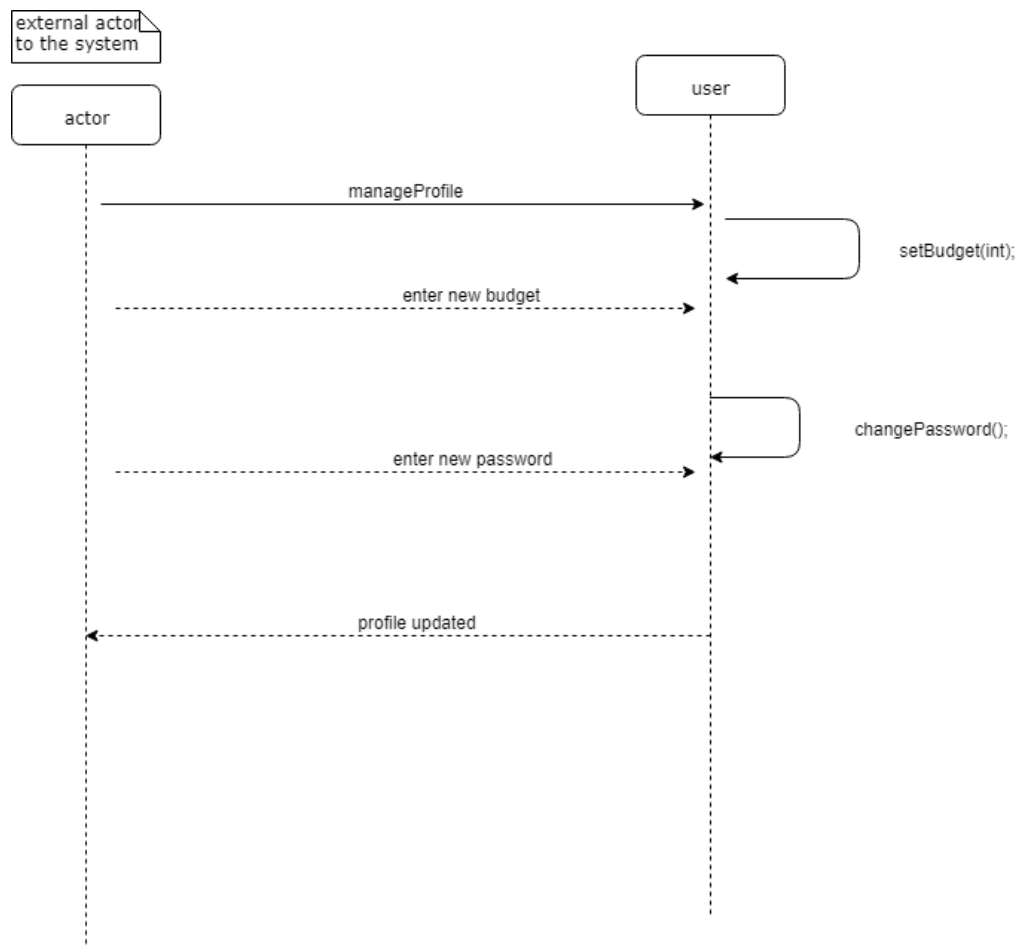 external actor
to the system
user
actor
manageProfile
setBudget(int);
enter new budget
changePassword();
enter new password
profile updated